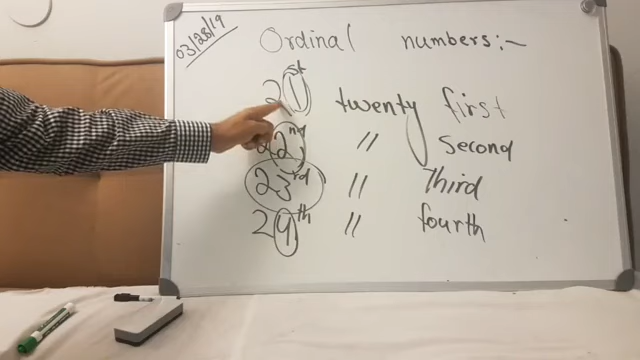 03/28/19
Ordinal numbers:-
21st twenty first
22nd // second
23rd // Third
24th // fourth